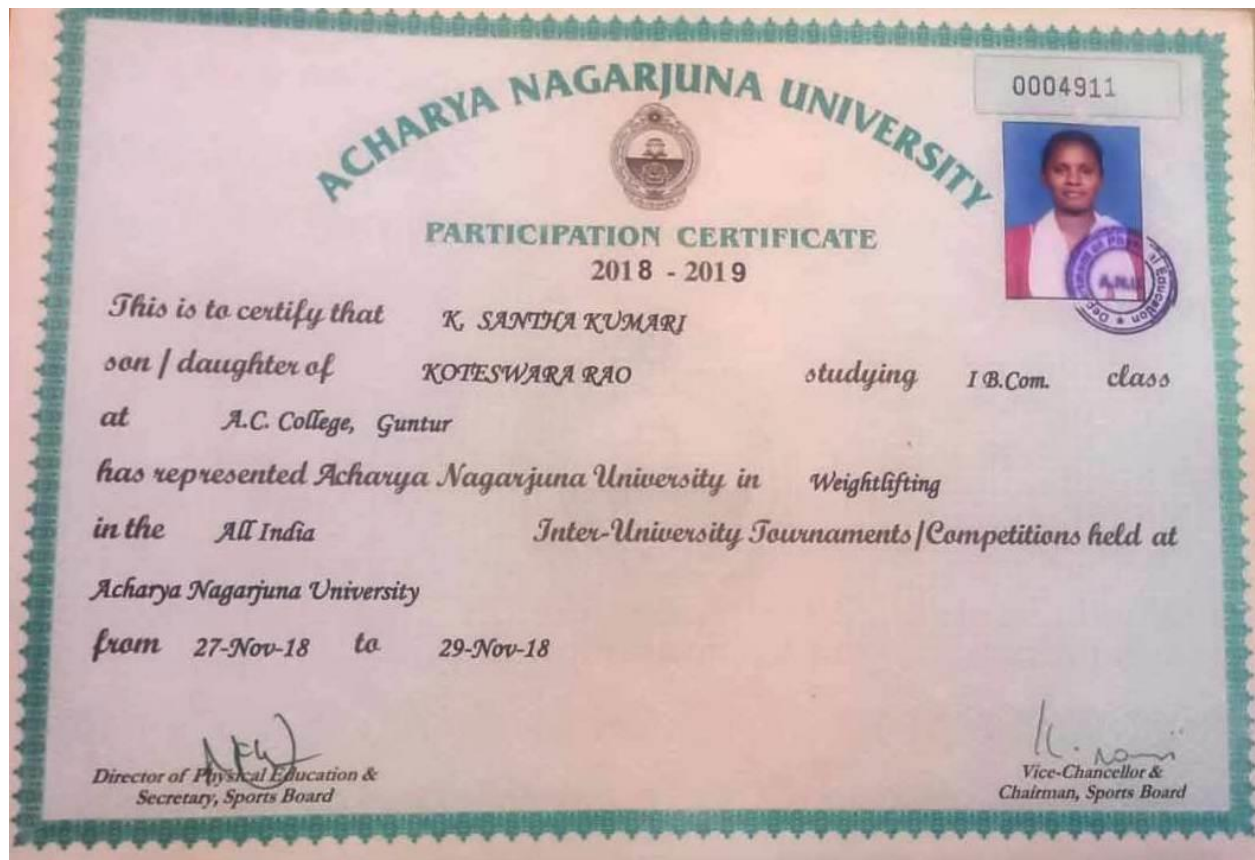 ACHARYA NAGARJUNA UNIVERSITY
0004911
PARTICIPATION CERTIFICATE
2018 - 2019
This is to certify that K, SANTHA KUMARI
son / daughter of KOTESWARA RAO studying I B.Com. class
at A.C. College, Guntur
has represented Acharya Nagarjuna University in Weightlifting
in the All India Inter-University Tournaments/Competitions held at
Acharya Nagarjuna University
from 27-Nov-18 to 29-Nov-18
Director of Physical Education &
Secretary, Sports Board
Vice-Chancellor &
Chairman, Sports Board